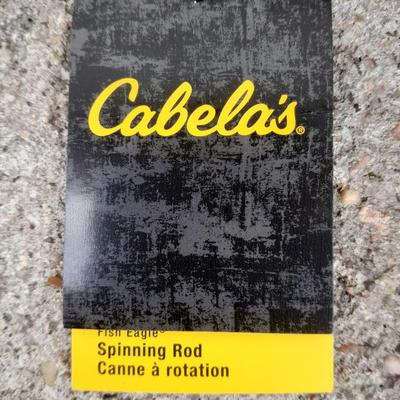 Cabela's®
Fish Eagle®
Spinning Rod
Canne à rotation